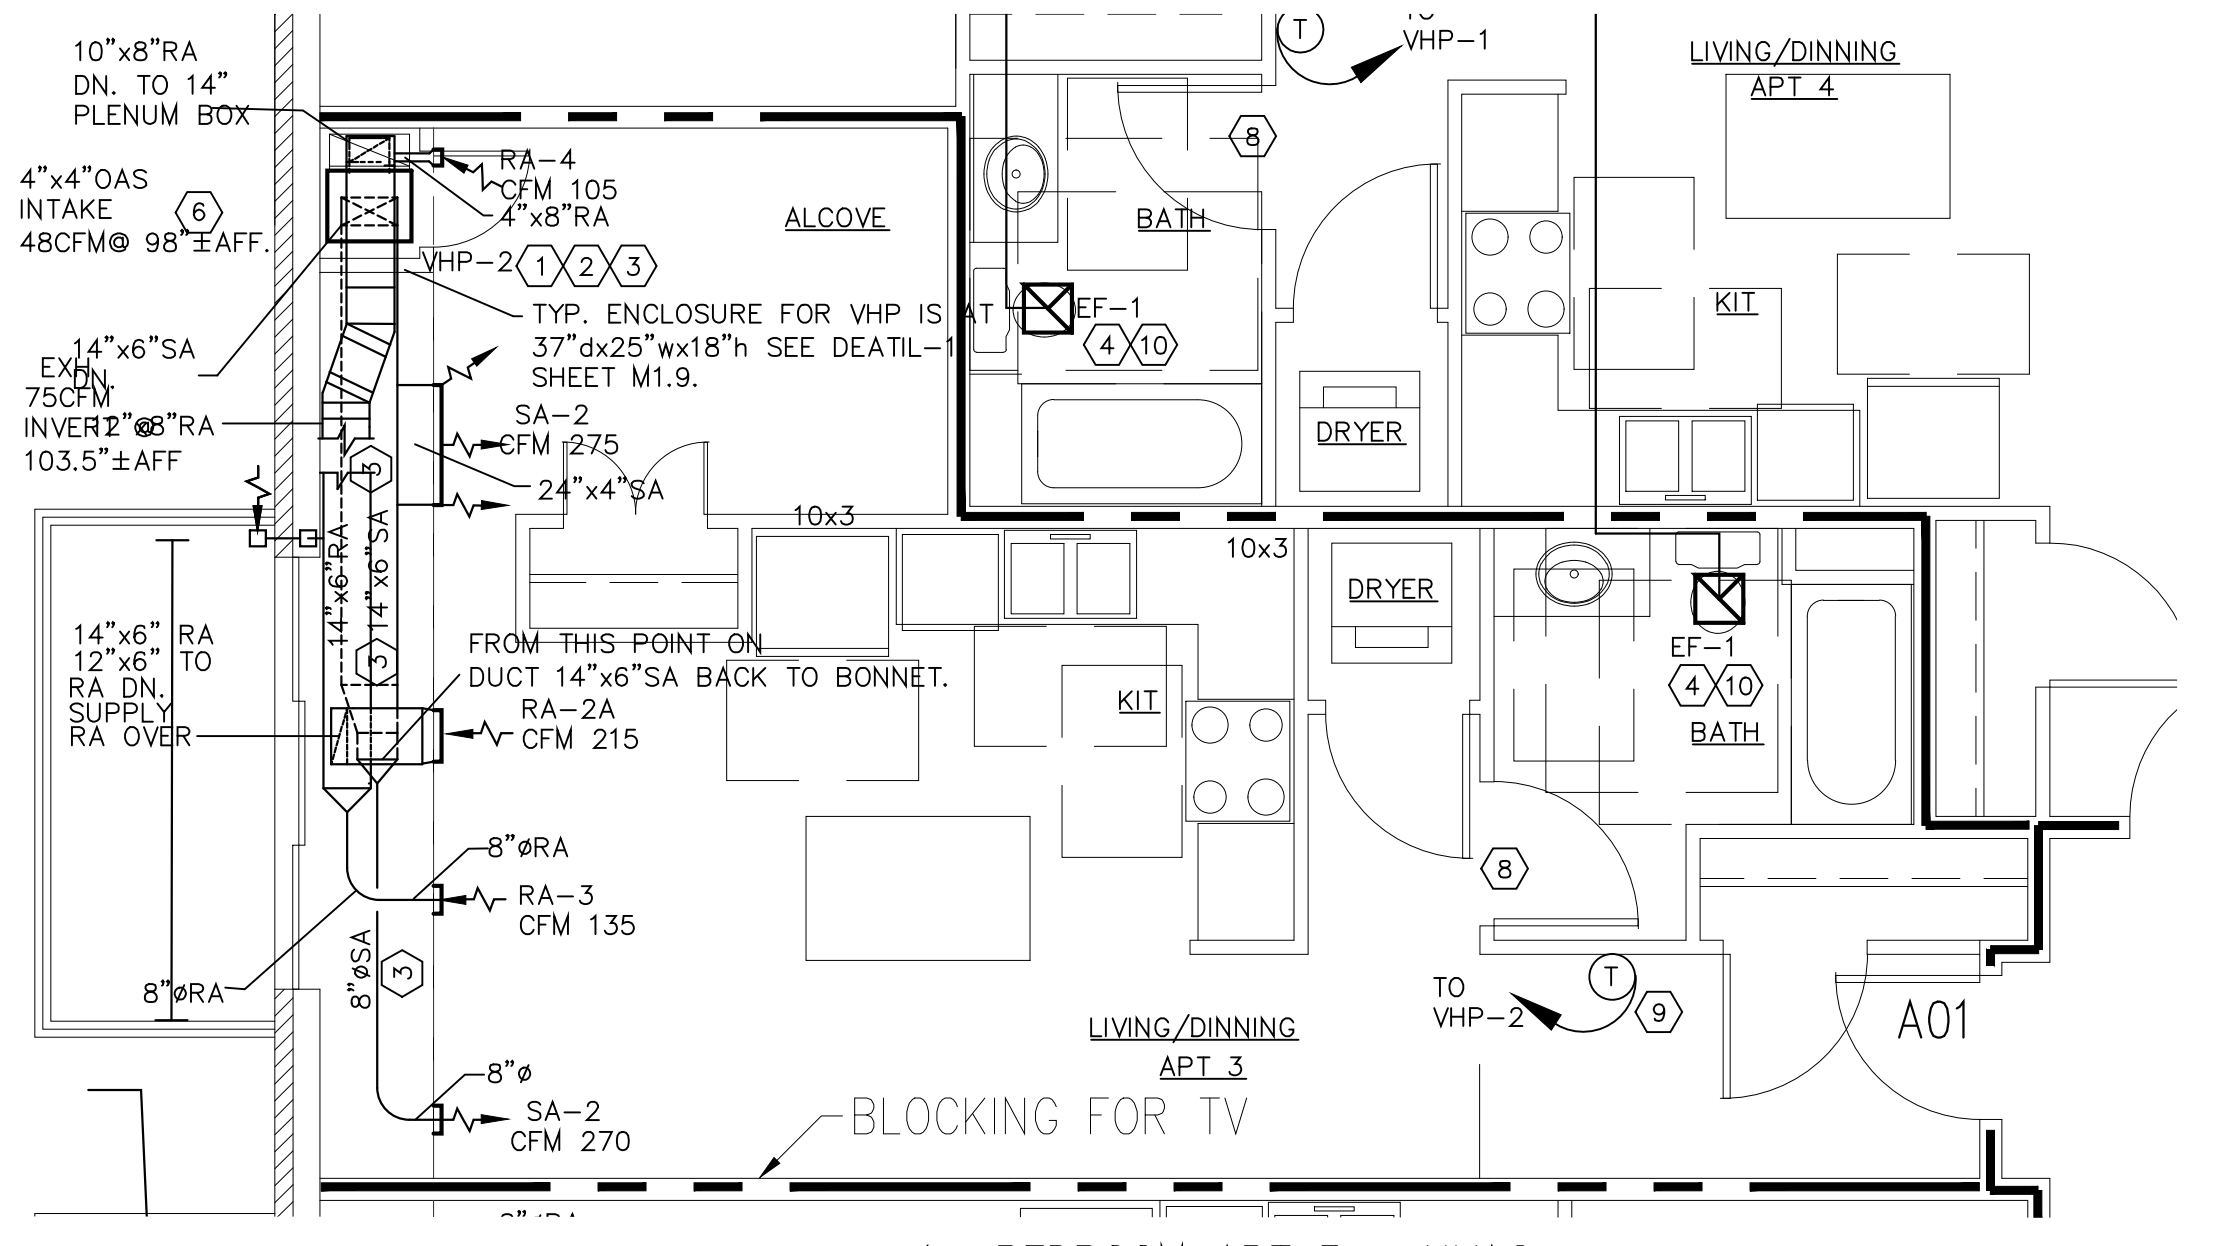 10”x8”RA
DN. TO 14”
PLENUM BOX
4”x4”OAS
INTAKE
48CFM@ 98”±AFF.
6
RA-4
CFM 105
4”x8”RA
VHP-2
1
2
3
ALCOVE
TYP. ENCLOSURE FOR VHP IS AT
37”dx25”wx18”h SEE DEATIL-1
SHEET M1.9.
14”x6”SA
DN.
EXH
75CFM
INVERT @
103.5”±AFF
12”x8”RA
SA-2
CFM 275
24”x4”SA
3
14”x6”RA
14”x6”SA
3
10x3
10x3
14”x6” RA
12”x6” TO
RA DN.
SUPPLY
RA OVER
FROM THIS POINT ON
DUCT 14”x6”SA BACK TO BONNET.
RA-2A
CFM 215
8”øRA
RA-3
CFM 135
8”øSA
3
8”øRA
8”ø
SA-2
CFM 270
T
TO
VHP-1
8
BATH
EF-1
4
10
DRYER
LIVING/DINNING
APT 4
KIT
DRYER
KIT
EF-1
4
10
BATH
8
TO
VHP-2
T
9
A01
LIVING/DINNING
APT 3
BLOCKING FOR TV